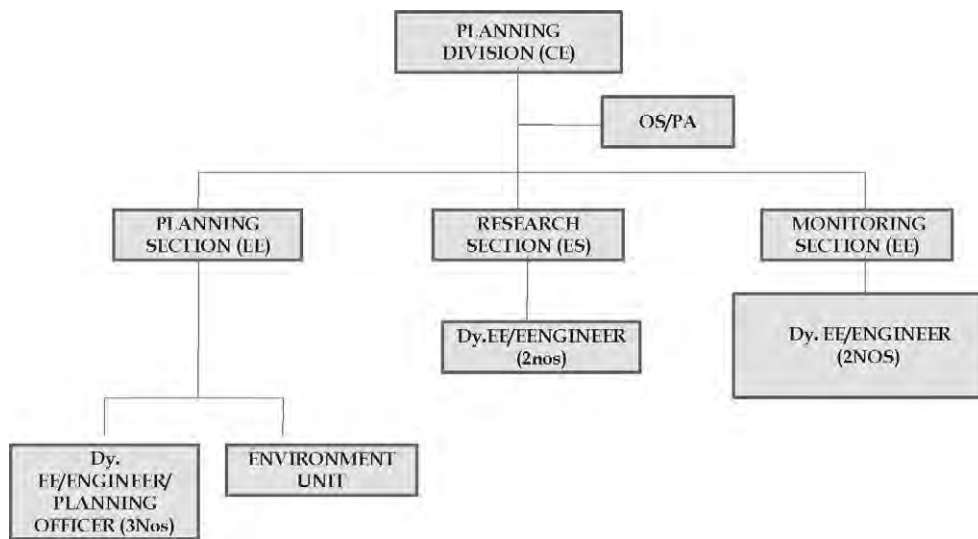 PLANNING
DIVISION (CE)
OS/PA
PLANNING
SECTION (EE)
RESEARCH
SECTION (ES)
MONITORING
SECTION (EE)
Dy.EE/EENGINEER
(2nos)
Dy. EE/ENGINEER
(2NOS)
Dy.
EE/ENGINEER/
PLANNING
OFFICER (3Nos)
ENVIRONMENT
UNIT